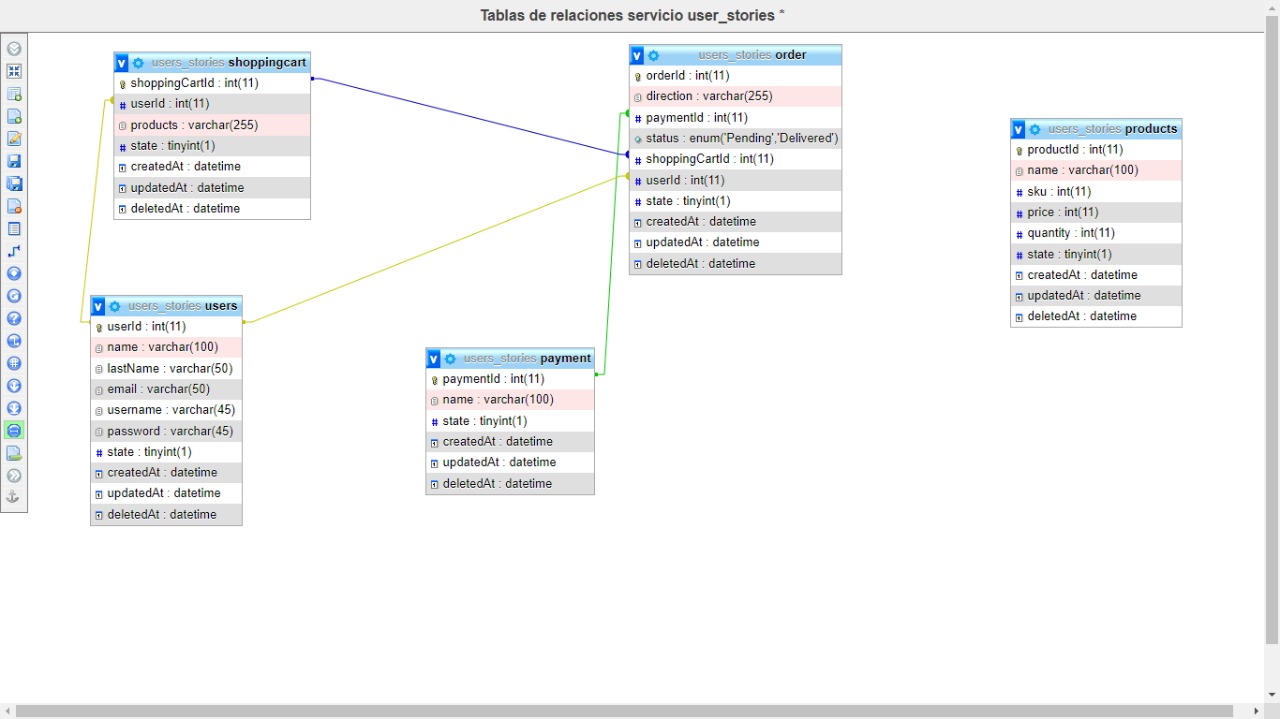 Tablas de relaciones servicio user_stories *
users_stories shoppingcart
shoppingCartId : int(11)
userId : int(11)
products : varchar(255)
state : tinyint(1)
createdAt : datetime
updatedAt : datetime
deletedAt : datetime
users_stories order
orderId : int(11)
direction : varchar(255)
paymentId : int(11)
status : enum('Pending','Delivered')
shoppingCartId : int(11)
userId : int(11)
state : tinyint(1)
createdAt : datetime
updatedAt : datetime
deletedAt : datetime
users_stories products
productId : int(11)
name : varchar(100)
sku : int(11)
price : int(11)
quantity : int(11)
state : tinyint(1)
createdAt : datetime
updatedAt : datetime
deletedAt : datetime
users_stories users
userId : int(11)
name : varchar(100)
lastName : varchar(50)
email : varchar(50)
username : varchar(45)
password : varchar(45)
state : tinyint(1)
createdAt : datetime
updatedAt : datetime
deletedAt : datetime
users_stories payment
paymentId : int(11)
name : varchar(100)
state : tinyint(1)
createdAt : datetime
updatedAt : datetime
deletedAt : datetime